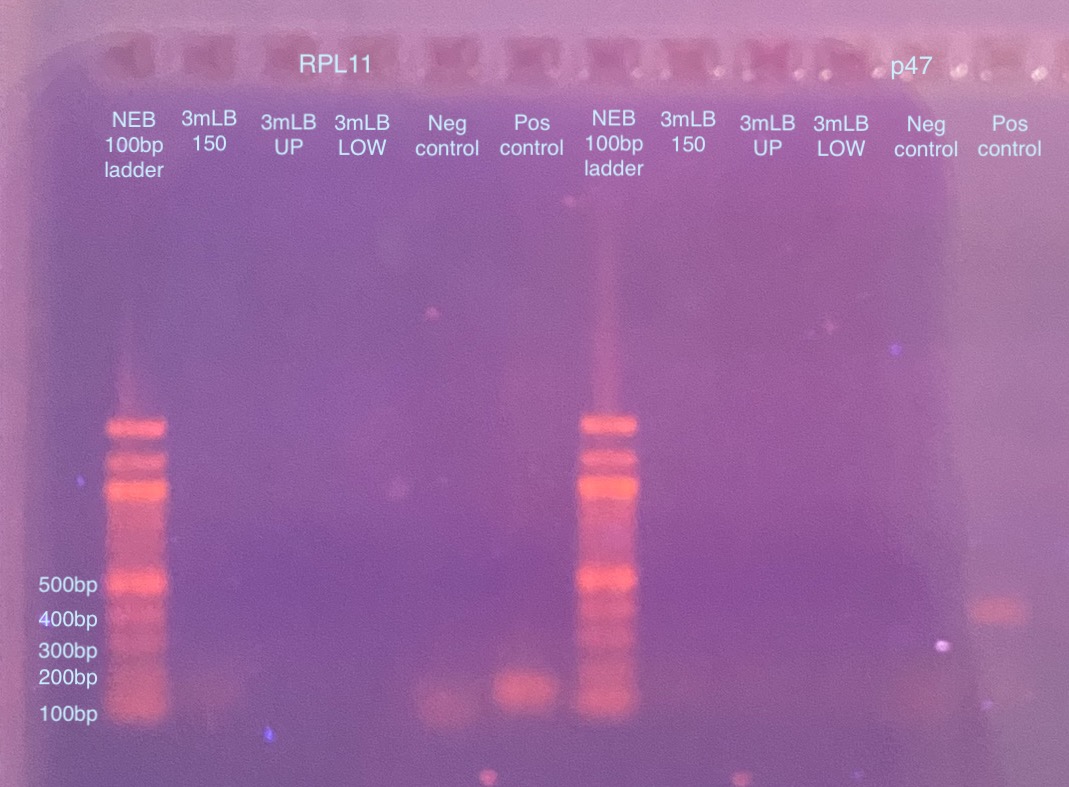 RPL11
p47
NEB
100bp
ladder
3mLB
150
3mLB
UP
3mLB
LOW
Neg
control
Pos
control
NEB
100bp
ladder
3mLB
150
3mLB
UP
3mLB
LOW
Neg
control
Pos
control
500bp
400bp
300bp
200bp
100bp